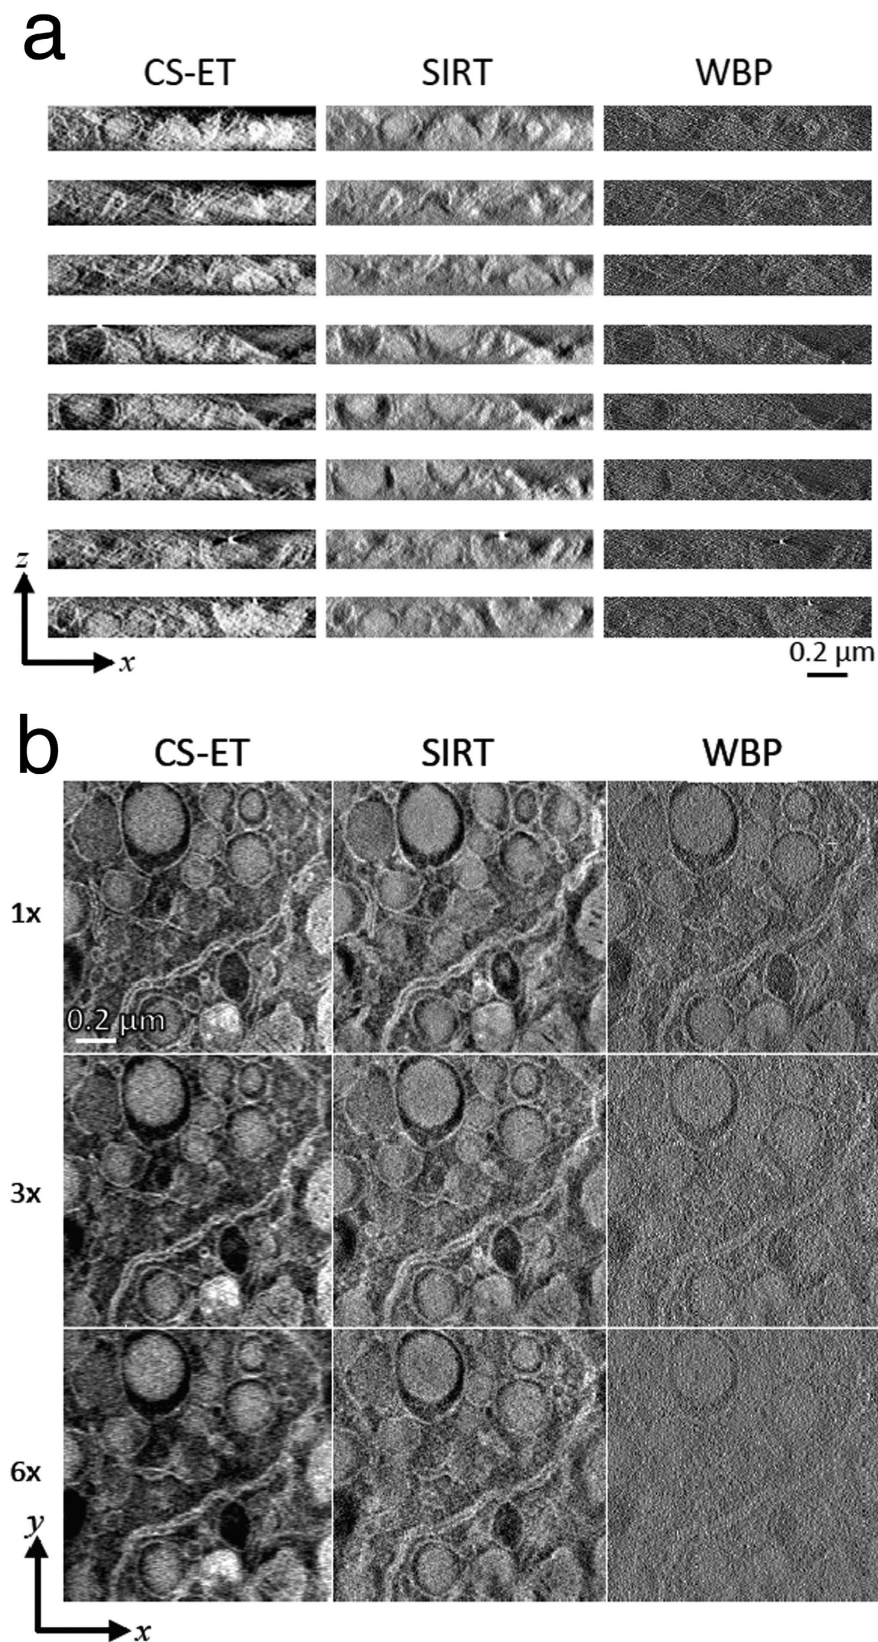 a
CS-ET SIRT WBP
z
x
0.2 µm
b
CS-ET SIRT WBP
1x
0.2 µm
3x
6x
y
x